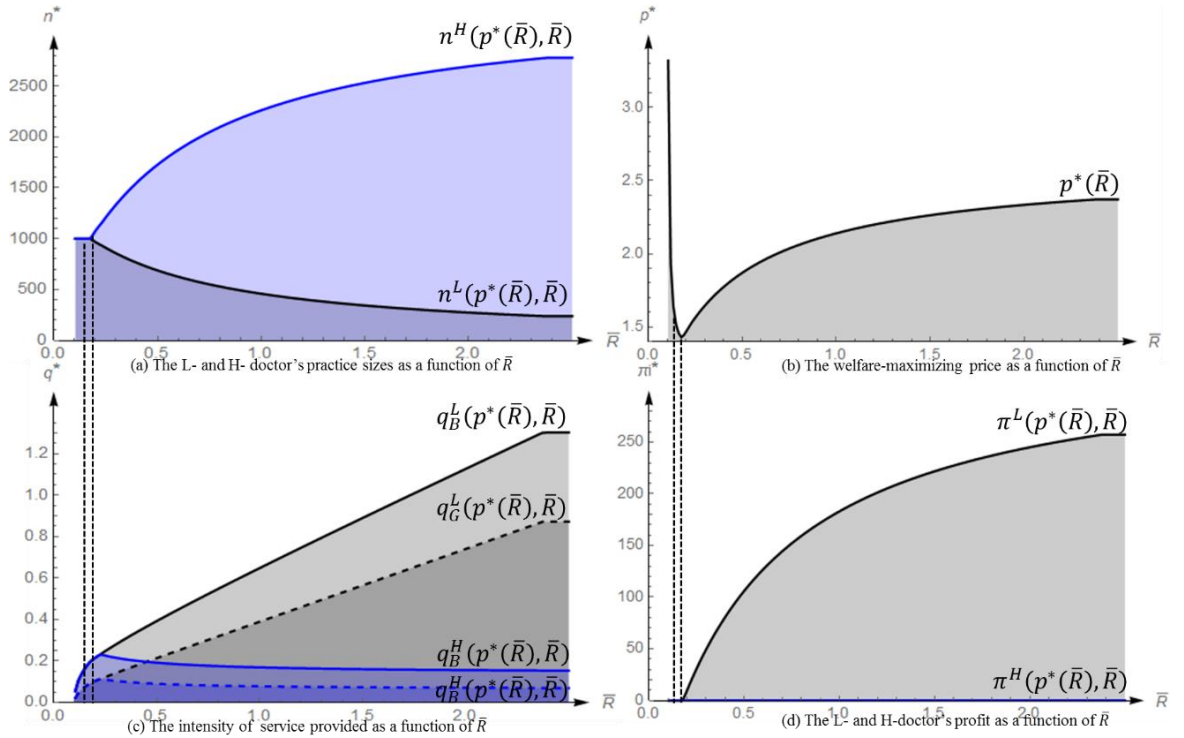 n*
n^H(p*(R̄),R̄)
2500
2000
1500
1000
500
0
n^L(p*(R̄),R̄)
0.0 0.5 1.0 1.5 2.0 R̄
(a) The L- and H- doctor's practice sizes as a function of R̄
p*
3.0
2.5
2.0
1.5
p*(R̄)
0.0 0.5 1.0 1.5 2.0 R̄
(b) The welfare-maximizing price as a function of R̄
q*
1.2
1.0
0.8
0.6
0.4
0.2
0.0
q_B^L(p*(R̄),R̄)
q_G^L(p*(R̄),R̄)
q_B^H(p*(R̄),R̄)
q_B^H(p*(R̄),R̄)
0.0 0.5 1.0 1.5 2.0 R̄
(c) The intensity of service provided as a function of R̄
πi*
250
200
150
100
50
0
π^L(p*(R̄),R̄)
π^H(p*(R̄),R̄)
0.0 0.5 1.0 1.5 2.0 R̄
(d) The L- and H-doctor's profit as a function of R̄